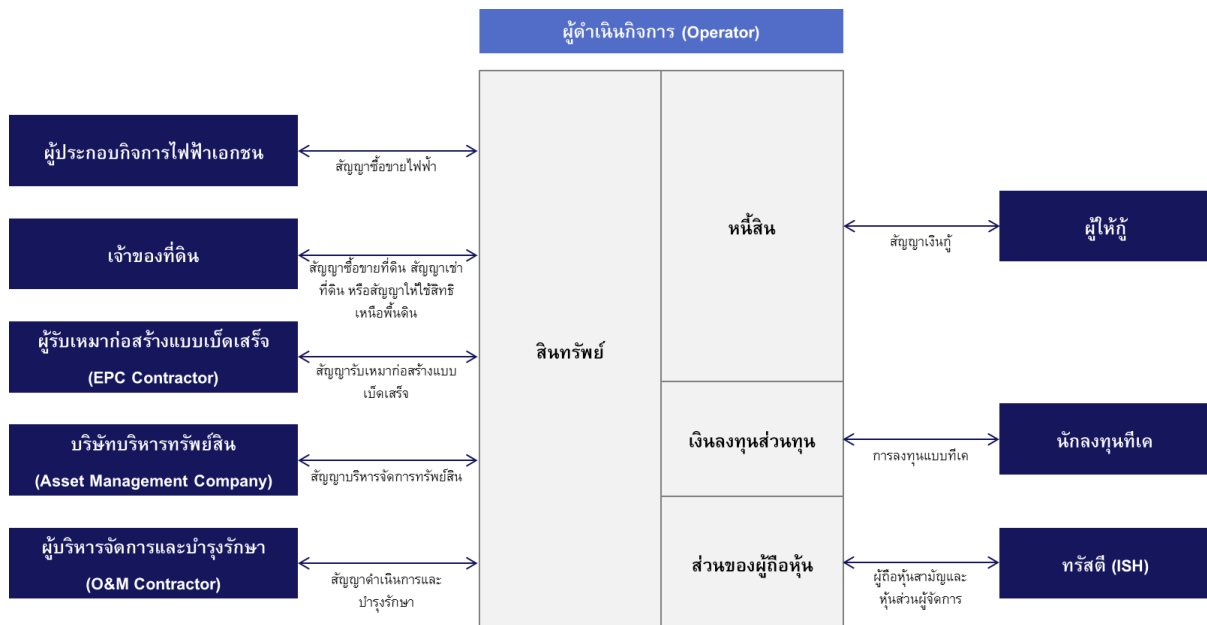 ผู้ดำเนินกิจการ (Operator)
ผู้ประกอบกิจการไฟฟ้าเอกชน
สัญญาซื้อขายไฟฟ้า
เจ้าของที่ดิน
สัญญาซื้อขายที่ดิน สัญญาเช่า
ที่ดิน หรือสัญญาให้ใช้สิทธิ
เหนือพื้นดิน
ผู้รับเหมาก่อสร้างแบบเบ็ดเสร็จ
(EPC Contractor)
สัญญารับเหมาก่อสร้างแบบ
เบ็ดเสร็จ
บริษัทบริหารทรัพย์สิน
(Asset Management Company)
สัญญาบริหารจัดการทรัพย์สิน
ผู้บริหารจัดการและบำรุงรักษา
(O&M Contractor)
สัญญาดำเนินการและ
บำรุงรักษา
สินทรัพย์
หนี้สิน
เงินลงทุนส่วนทุน
ส่วนของผู้ถือหุ้น
สัญญาเงินกู้
ผู้ให้กู้
การลงทุนแบบทีเค
นักลงทุนทีเค
ผู้ถือหุ้นสามัญและ
หุ้นส่วนผู้จัดการ
ทรัสตี (ISH)